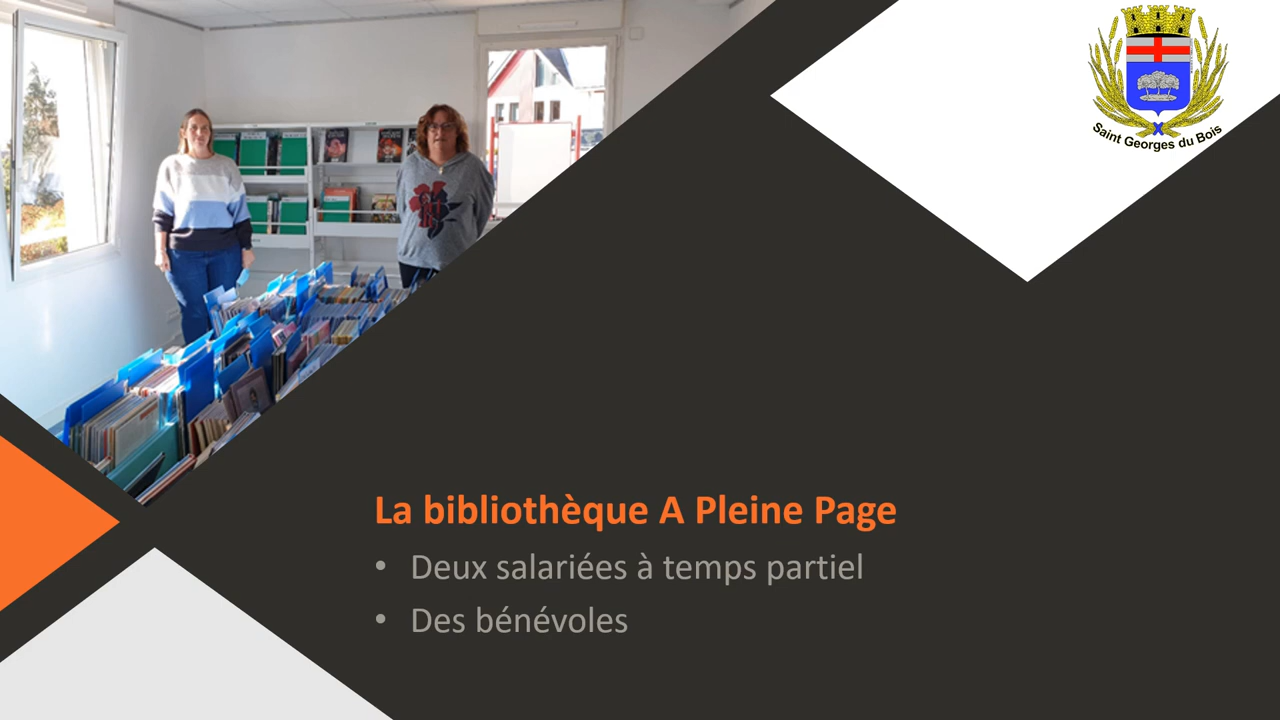 Saint Georges du Bois
La bibliothèque A Pleine Page
• Deux salariées à temps partiel
• Des bénévoles